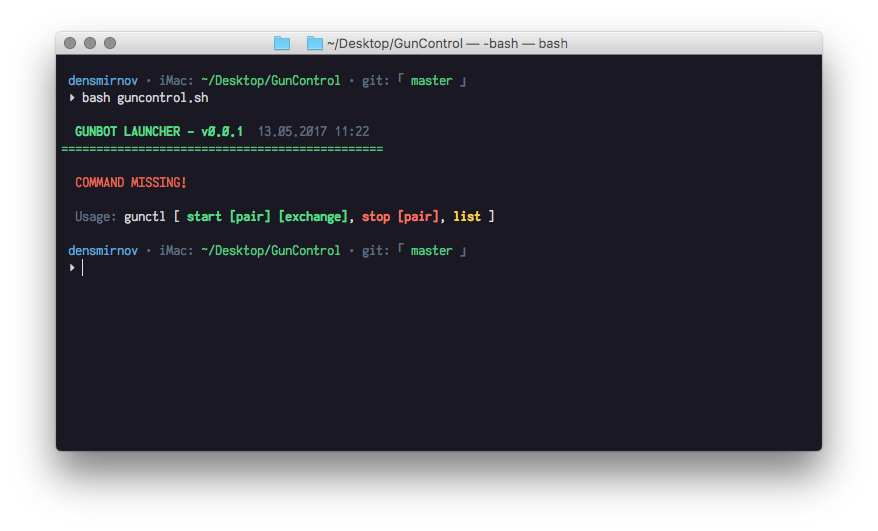 ~/Desktop/GunControl — -bash — bash
densmirnov · iMac: ~/Desktop/GunControl · git:「 master 」
▸ bash guncontrol.sh
GUNBOT LAUNCHER - v0.0.1  13.05.2017 11:22
==============================================
COMMAND MISSING!
Usage: gunctl [ start [pair] [exchange], stop [pair], list ]
densmirnov · iMac: ~/Desktop/GunControl · git:「 master 」
▸